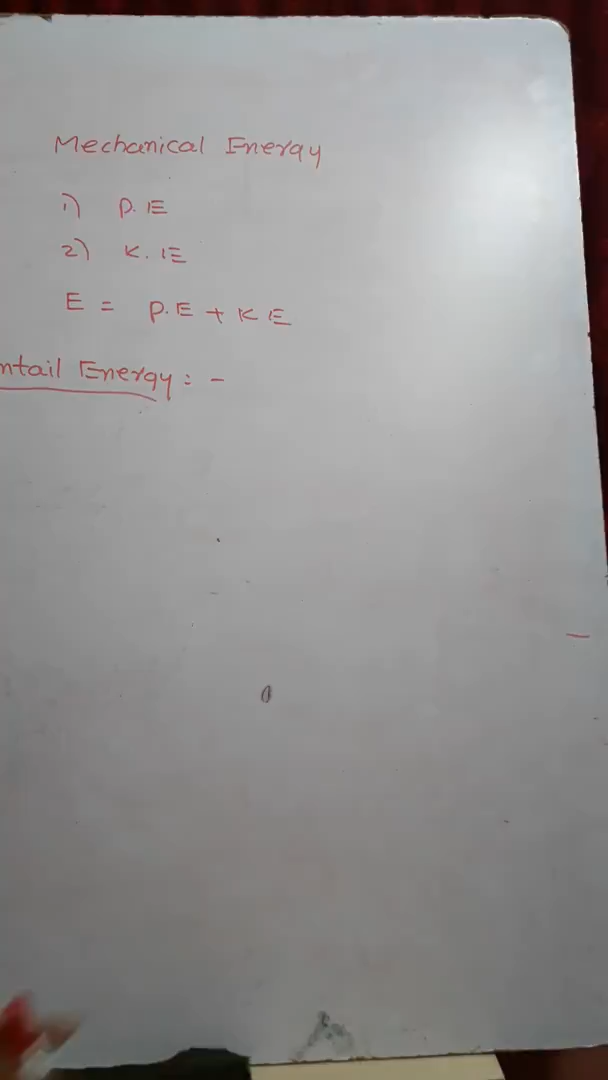 Mechanical Energy
1) P.E
2) K.E
E = P.E + K E
ntail Energy : -